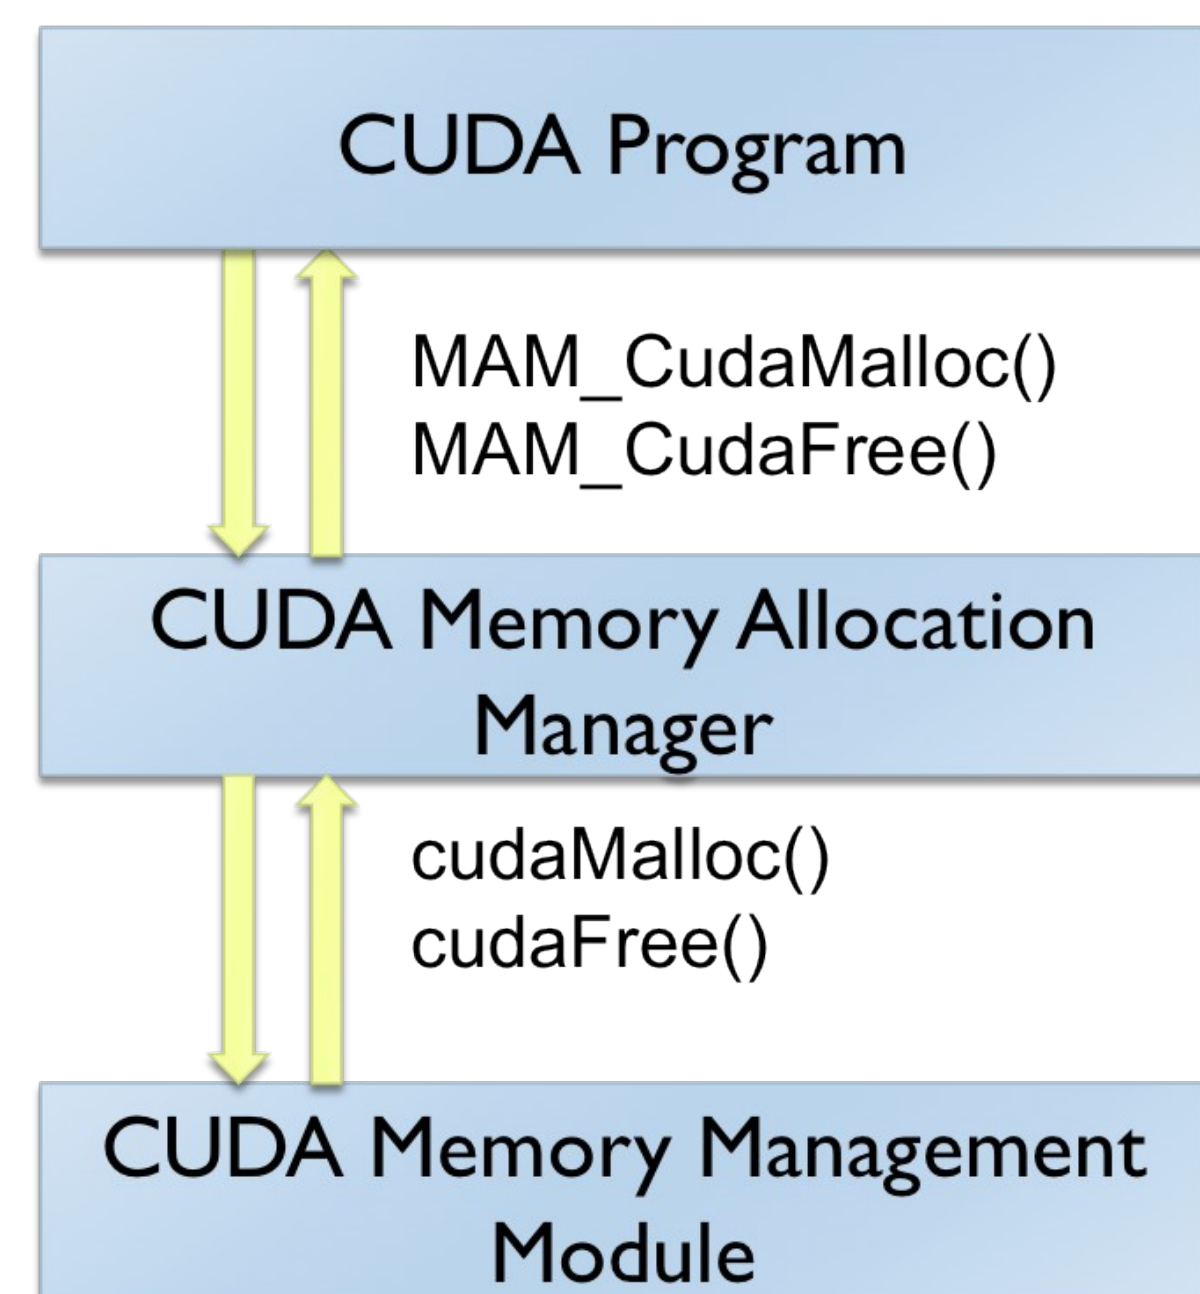 CUDA Program
MAM_CudaMalloc()
MAM_CudaFree()
CUDA Memory Allocation
Manager
cudaMalloc()
cudaFree()
CUDA Memory Management
Module